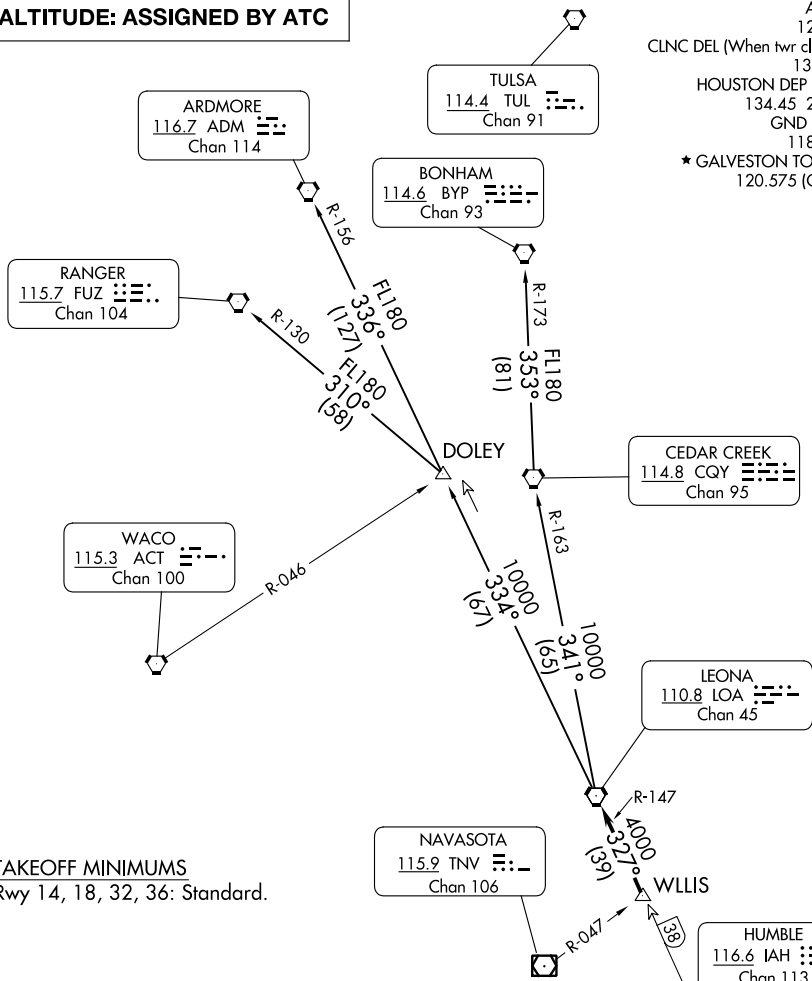 ALTITUDE: ASSIGNED BY ATC
CLNC DEL (When twr
HOUSTON DEP
134.45
GND
118
★ GALVESTON
120.575
TULSA
114.4 TUL
Chan 91
ARDMORE
116.7 ADM
Chan 114
BONHAM
114.6 BYP
Chan 93
RANGER
115.7 FUZ
Chan 104
R-156
FL180
336°
(127)
R-130
FL180
310°
(58)
R-173
FL180
353°
(81)
DOLEY
CEDAR CREEK
114.8 CQY
Chan 95
WACO
115.3 ACT
Chan 100
R-046
R-163
10000
334°
(67)
10000
341°
(65)
LEONA
110.8 LOA
Chan 45
R-147
4000
327°
(39)
WLLIS
NAVASOTA
115.9 TNV
Chan 106
R-047
38
TAKEOFF MINIMUMS
Rwy 14, 18, 32, 36: Standard.
HUMBLE
116.6 IAH
Chan 113